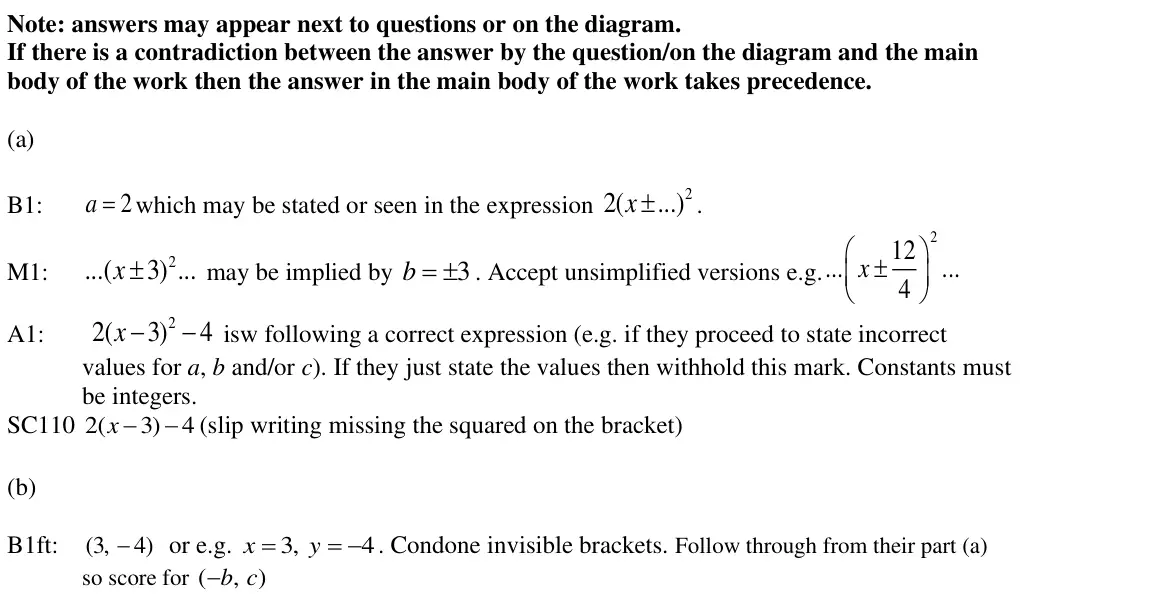 Note: answers may appear next to questions or on the diagram.
If there is a contradiction between the answer by the question/on the diagram and the main
body of the work then the answer in the main body of the work takes precedence.
(a)
B1: a = 2 which may be stated or seen in the expression 2(x±...)².
M1: ...(x±3)²... may be implied by b = ±3. Accept unsimplified versions e.g. ...(x±12/4)²...
A1: 2(x−3)² −4 isw following a correct expression (e.g. if they proceed to state incorrect
values for a, b and/or c). If they just state the values then withhold this mark. Constants must
be integers.
SC110 2(x−3)−4 (slip writing missing the squared on the bracket)
(b)
B1ft: (3, −4) or e.g. x = 3, y = −4. Condone invisible brackets. Follow through from their part (a)
so score for (−b, c)